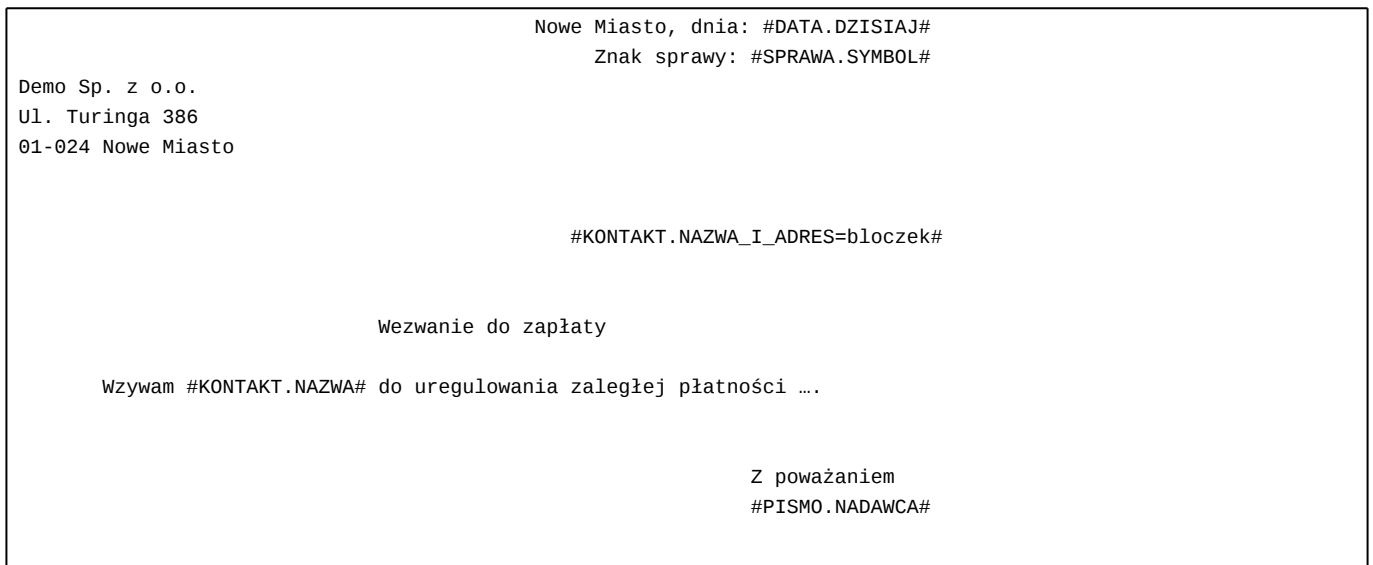 Nowe Miasto, dnia: #DATA.DZISIAJ#
Znak sprawy: #SPRAWA.SYMBOL#
Demo Sp. z o.o.
Ul. Turinga 386
01-024 Nowe Miasto
#KONTAKT.NAZWA_I_ADRES=bloczek#
Wezwanie do zapłaty
Wzywam #KONTAKT.NAZWA# do uregulowania zaległej płatności ….
Z poważaniem
#PISMO.NADAWCA#